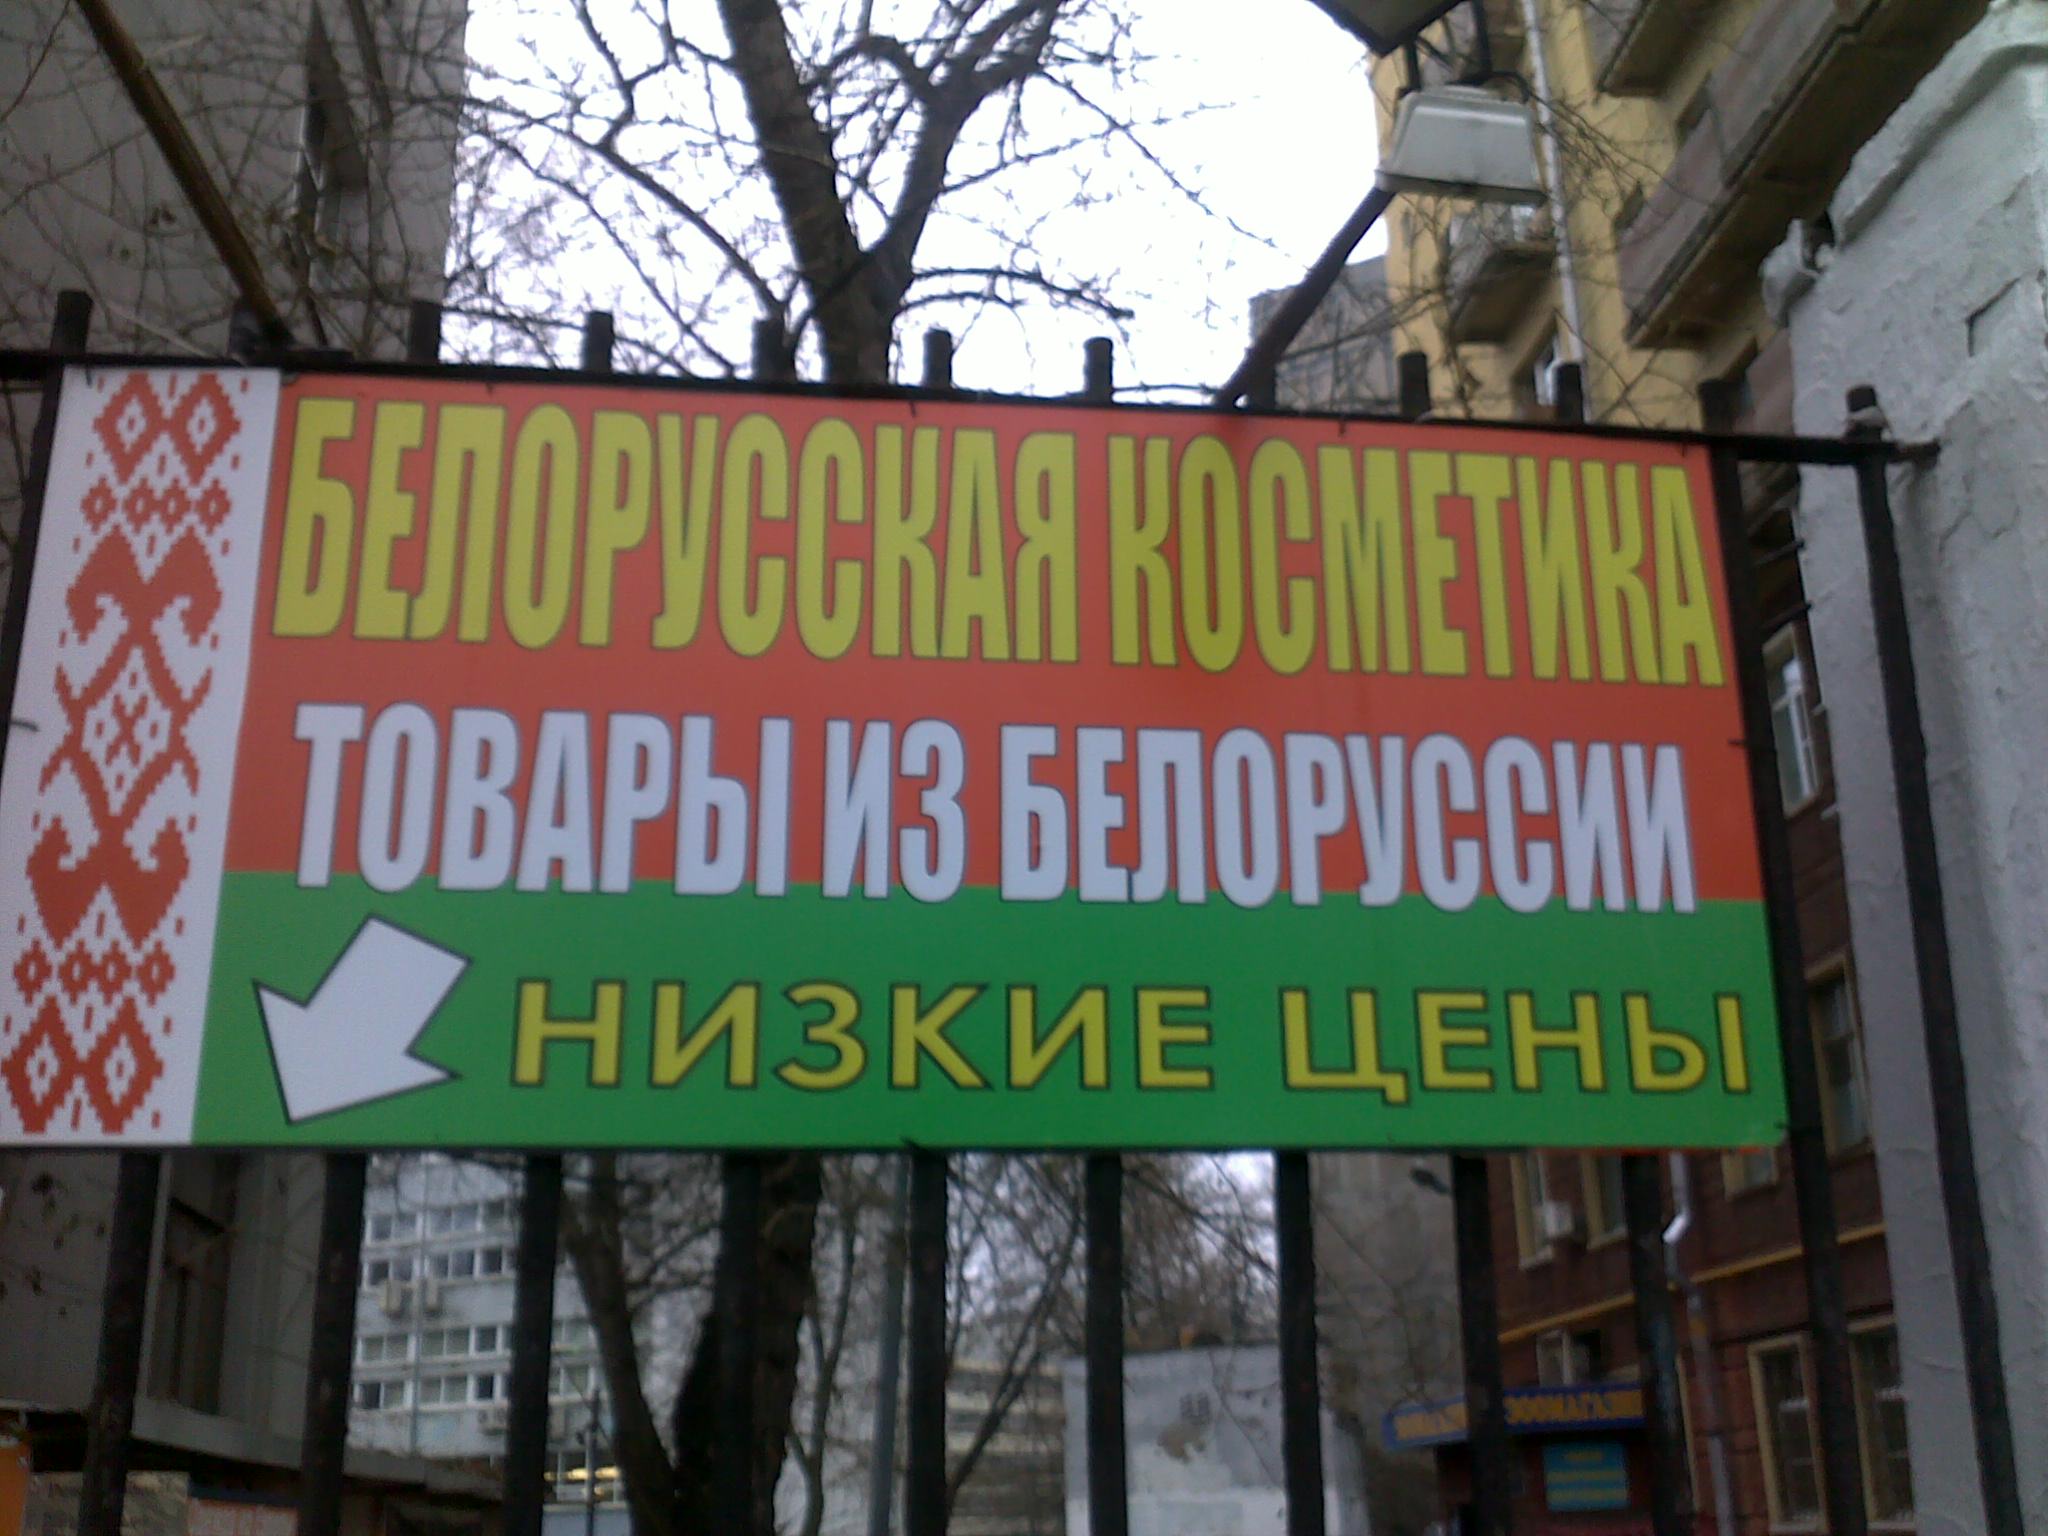 БЕЛОРУССКАЯ КОСМЕТИКА
ТОВАРЫ ИЗ БЕЛОРУССИИ
НИЗКИЕ ЦЕНЫ
ЗООМАГАЗИН